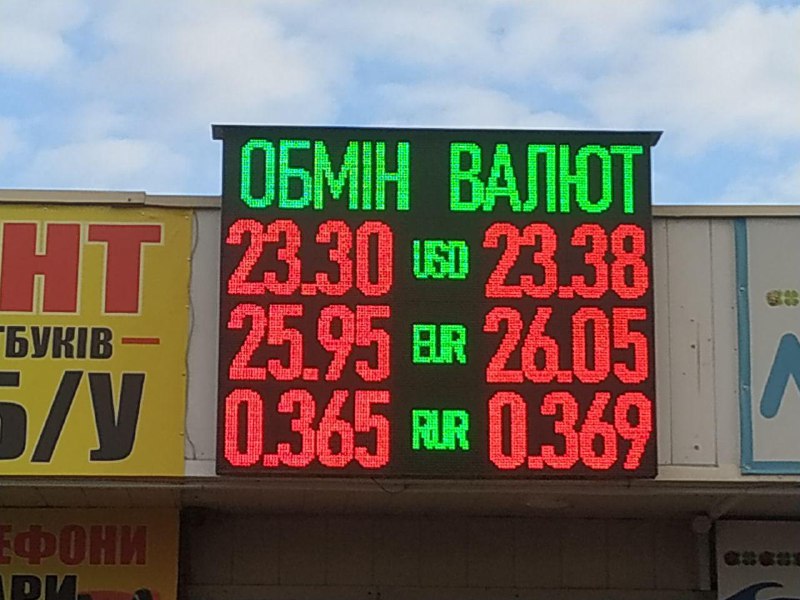 ОБМІН ВАЛЮТ
23.30 USD 23.38
25.95 EUR 26.05
0.365 RUR 0.369
НТ
ТБУКІВ –
Б/У
ЕФОНИ
АРИ